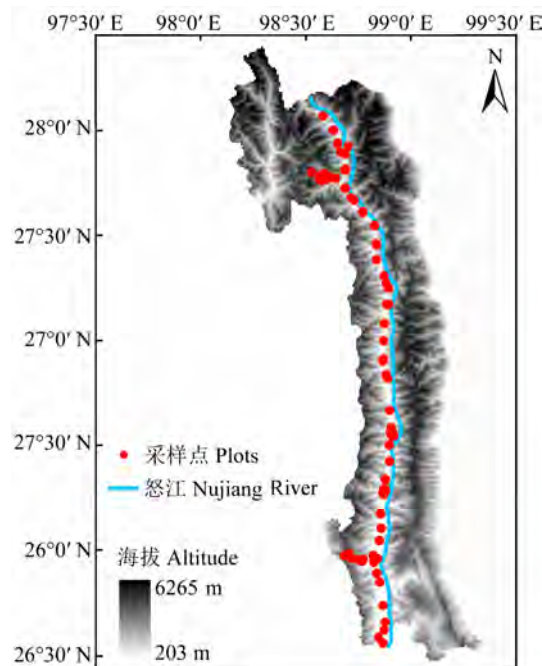 97°30′ E 98°0′ E 98°30′ E 99°0′ E 99°30′ E
N
28°0′ N
27°30′ N
27°0′ N
27°30′ N
26°0′ N
26°30′ N
采样点 Plots
怒江 Nujiang River
海拔 Altitude
6265 m
203 m